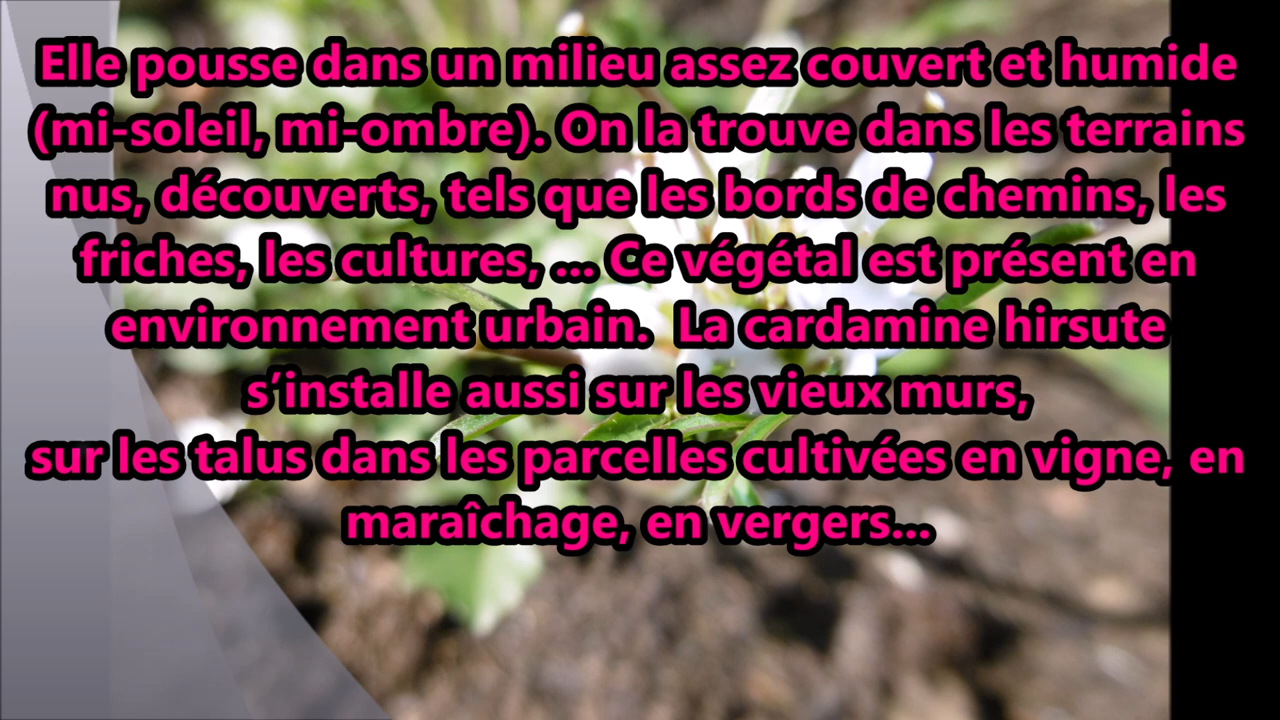 Elle pousse dans un milieu assez couvert et humide
(mi-soleil, mi-ombre). On la trouve dans les terrains
nus, découverts, tels que les bords de chemins, les
friches, les cultures, ... Ce végétal est présent en
environnement urbain.  La cardamine hirsute
s’installe aussi sur les vieux murs,
sur les talus dans les parcelles cultivées en vigne, en
maraîchage, en vergers...